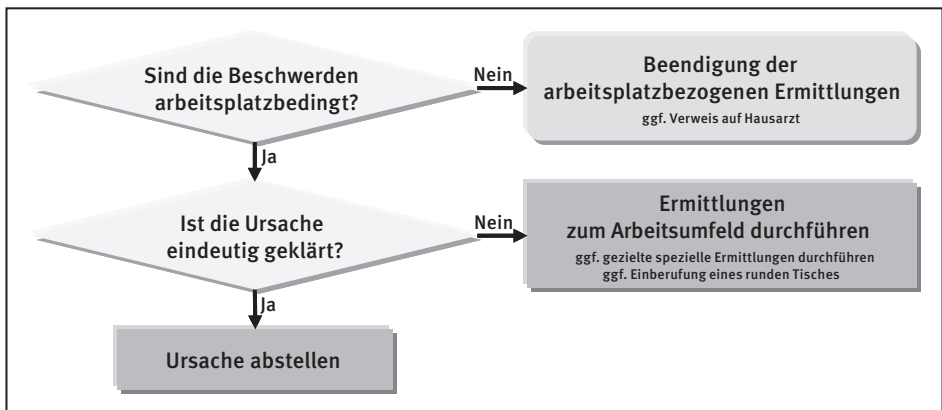 Sind die Beschwerden
arbeitsplatzbedingt?
Nein
Beendigung der
arbeitsplatzbezogenen Ermittlungen
ggf. Verweis auf Hausarzt
Ja
Ist die Ursache
eindeutig geklärt?
Nein
Ermittlungen
zum Arbeitsumfeld durchführen
ggf. gezielte spezielle Ermittlungen durchführen
ggf. Einberufung eines runden Tisches
Ja
Ursache abstellen